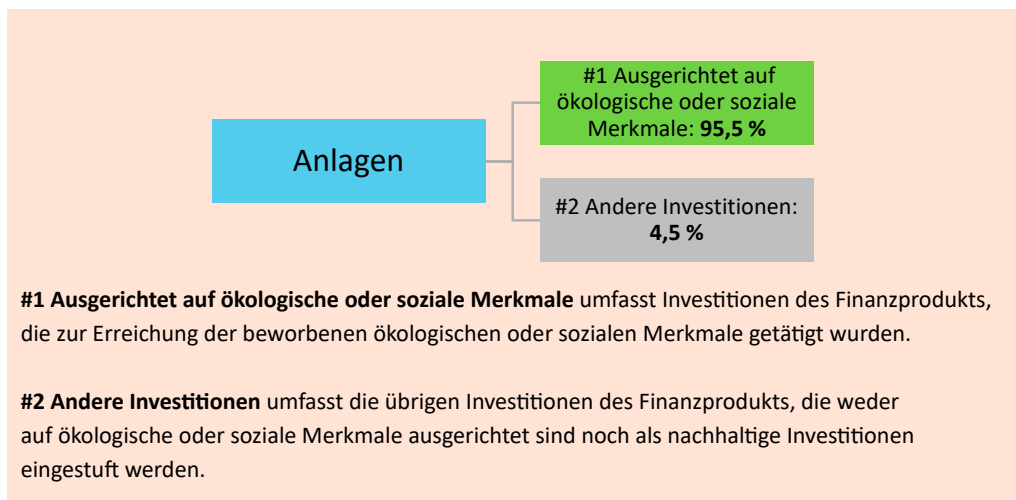 #1 Ausgerichtet auf
ökologische oder soziale
Merkmale: 95,5 %
Anlagen
#2 Andere Investitionen:
4,5 %
#1 Ausgerichtet auf ökologische oder soziale Merkmale umfasst Investitionen des Finanzprodukts,
die zur Erreichung der beworbenen ökologischen oder sozialen Merkmale getätigt wurden.
#2 Andere Investitionen umfasst die übrigen Investitionen des Finanzprodukts, die weder
auf ökologische oder soziale Merkmale ausgerichtet sind noch als nachhaltige Investitionen
eingestuft werden.